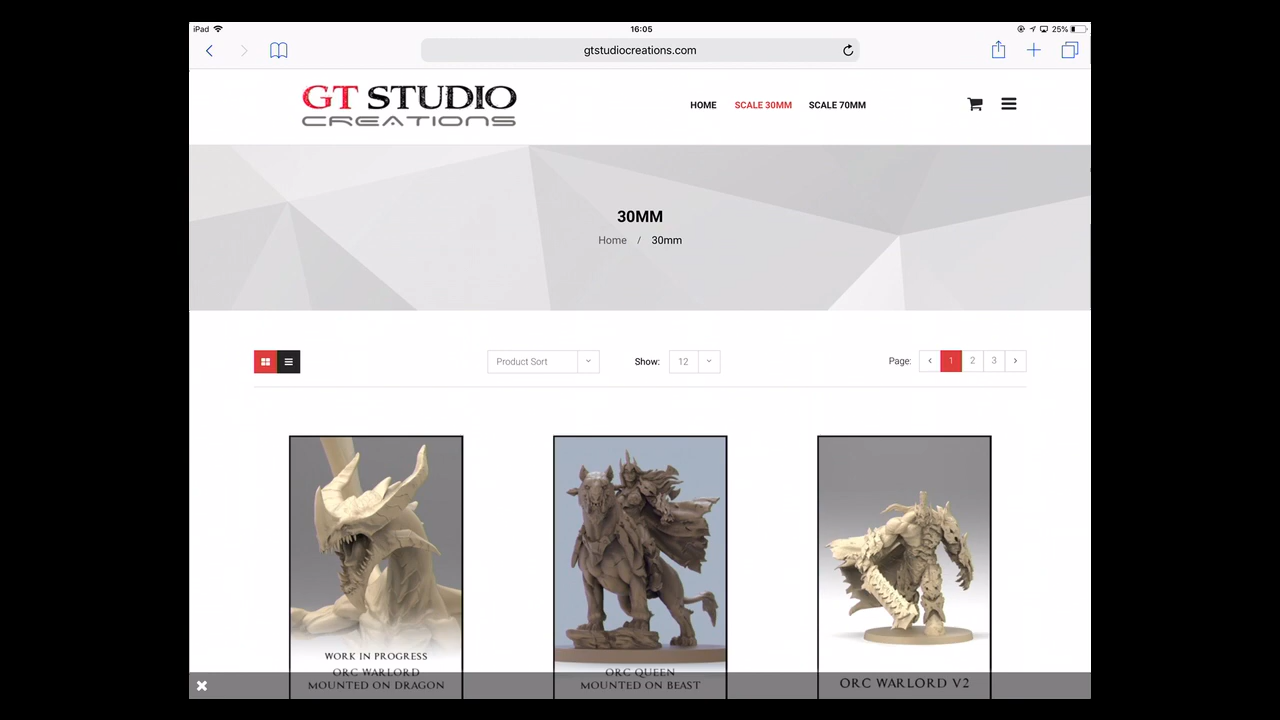 iPad 16:05 25%
gtstudiocreations.com
GT STUDIO
CREATIONS
HOME SCALE 30MM SCALE 70MM
30MM
Home / 30mm
Product Sort Show: 12 Page: 1 2 3
WORK IN PROGRESS
ORC WARLORD
MOUNTED ON DRAGON
ORC QUEEN
MOUNTED ON BEAST
ORC WARLORD V2